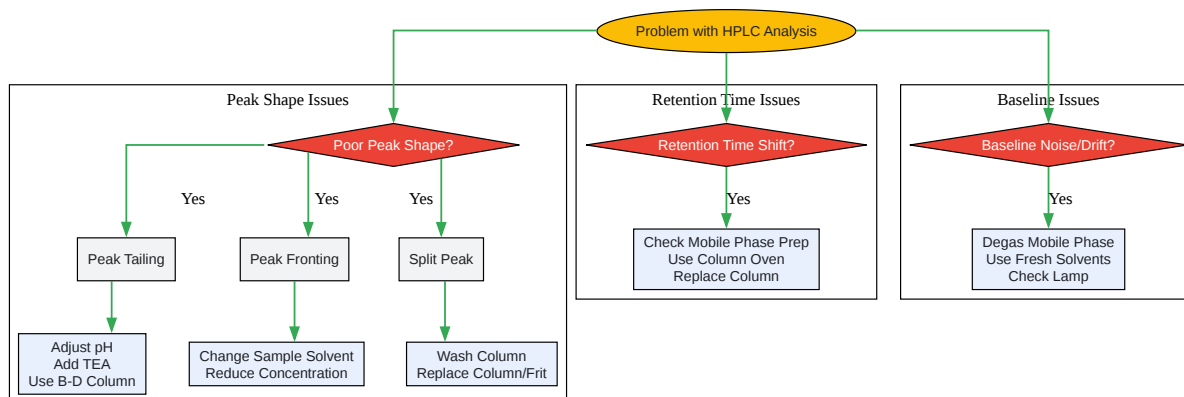 Problem with HPLC Analysis
Peak Shape Issues
Poor Peak Shape?
Yes
Yes
Yes
Peak Tailing
Peak Fronting
Split Peak
Adjust pH
Add TEA
Use B-D Column
Change Sample Solvent
Reduce Concentration
Wash Column
Replace Column/Frit
Retention Time Issues
Retention Time Shift?
Yes
Check Mobile Phase Prep
Use Column Oven
Replace Column
Baseline Issues
Baseline Noise/Drift?
Yes
Degas Mobile Phase
Use Fresh Solvents
Check Lamp